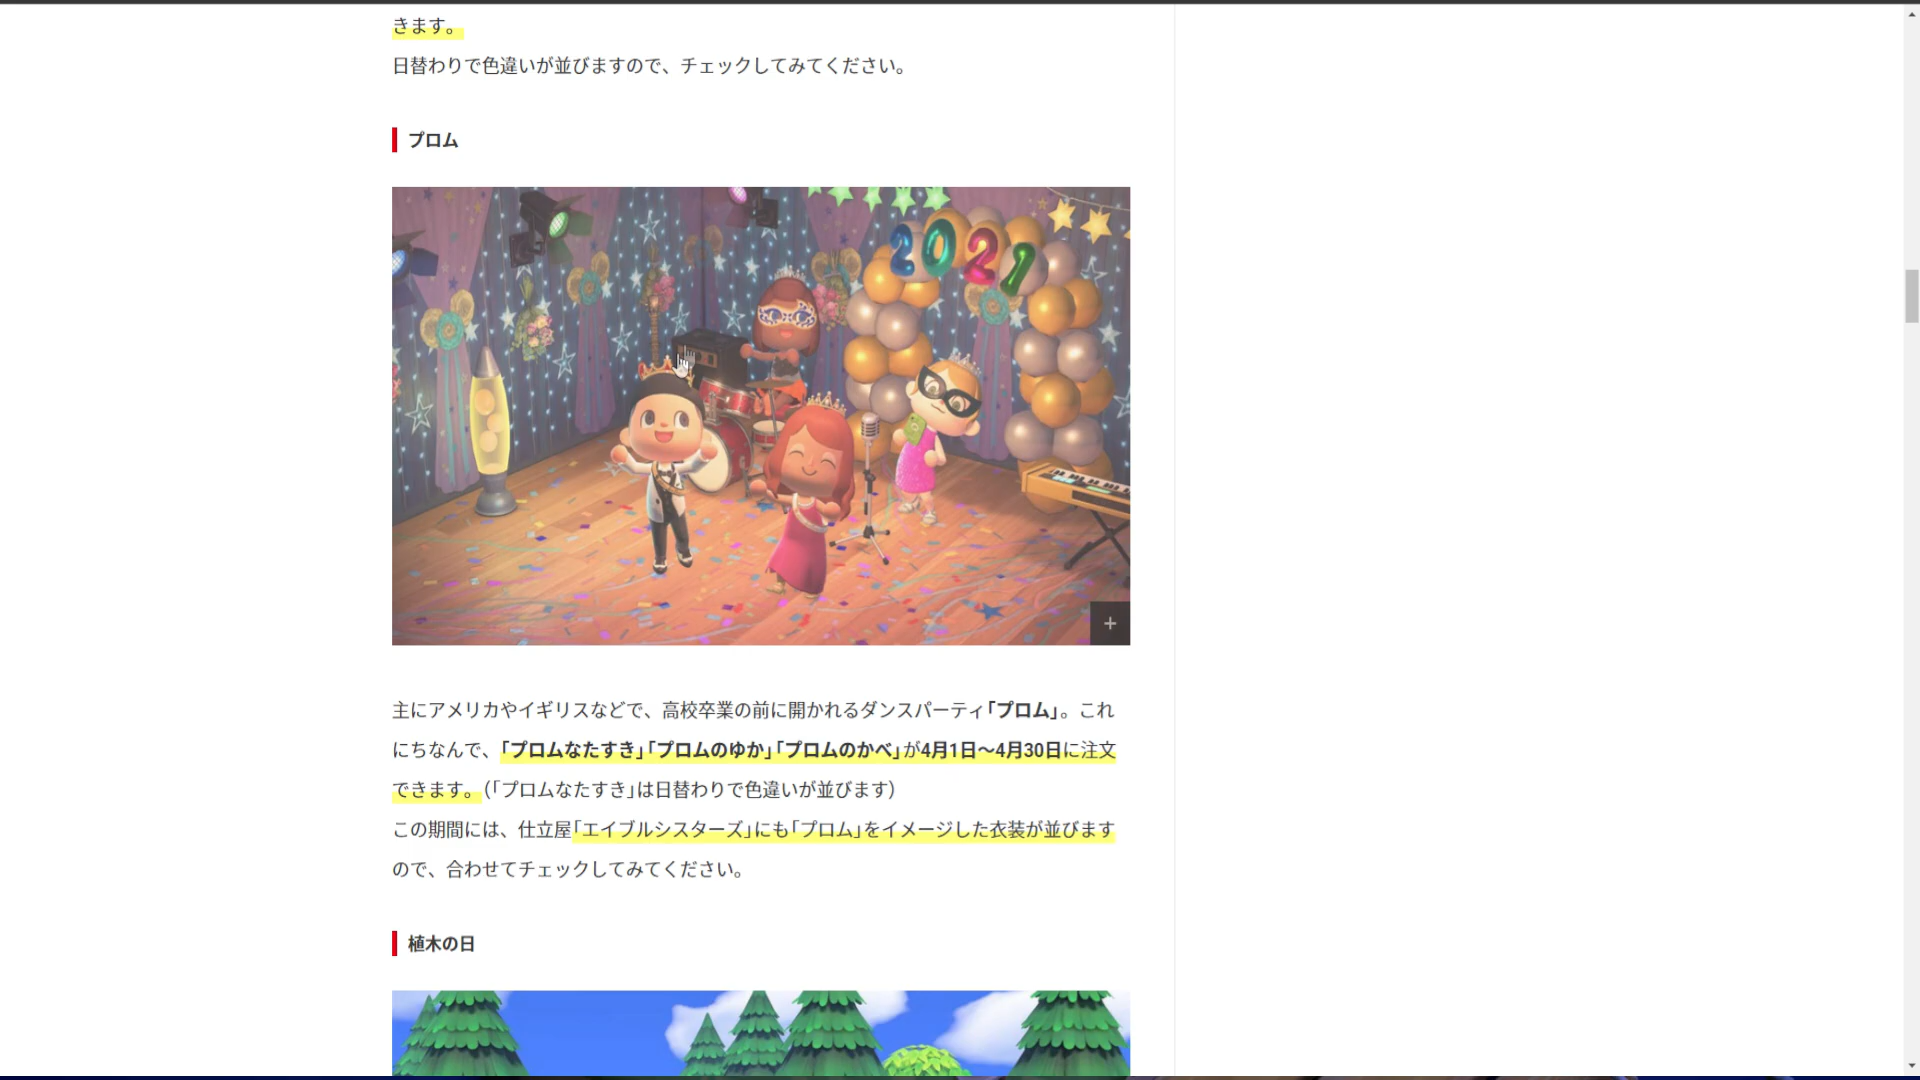 きます。
日替わりで色違いが並びますので、チェックしてみてください。
プロム
2021
主にアメリカやイギリスなどで、高校卒業の前に開かれるダンスパーティ「プロム」。これ
にちなんで、「プロムなたすき」「プロムのゆか」「プロムのかべ」が4月1日～4月30日に注文
できます。（「プロムなたすき」は日替わりで色違いが並びます）
この期間には、仕立屋「エイブルシスターズ」にも「プロム」をイメージした衣装が並びます
ので、合わせてチェックしてみてください。
植木の日